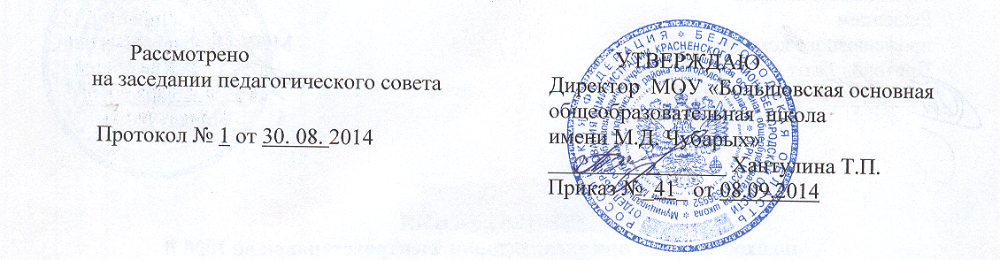 Рассмотрено
на заседании педагогического совета
Протокол № 1 от 30. 08. 2014
УТВЕРЖДАЮ
Директор МОУ «Большовская основная
общеобразовательная школа
имени М.Д. Чубарых»
Хантулина Т.П.
Приказ № 41 от 08.09.2014